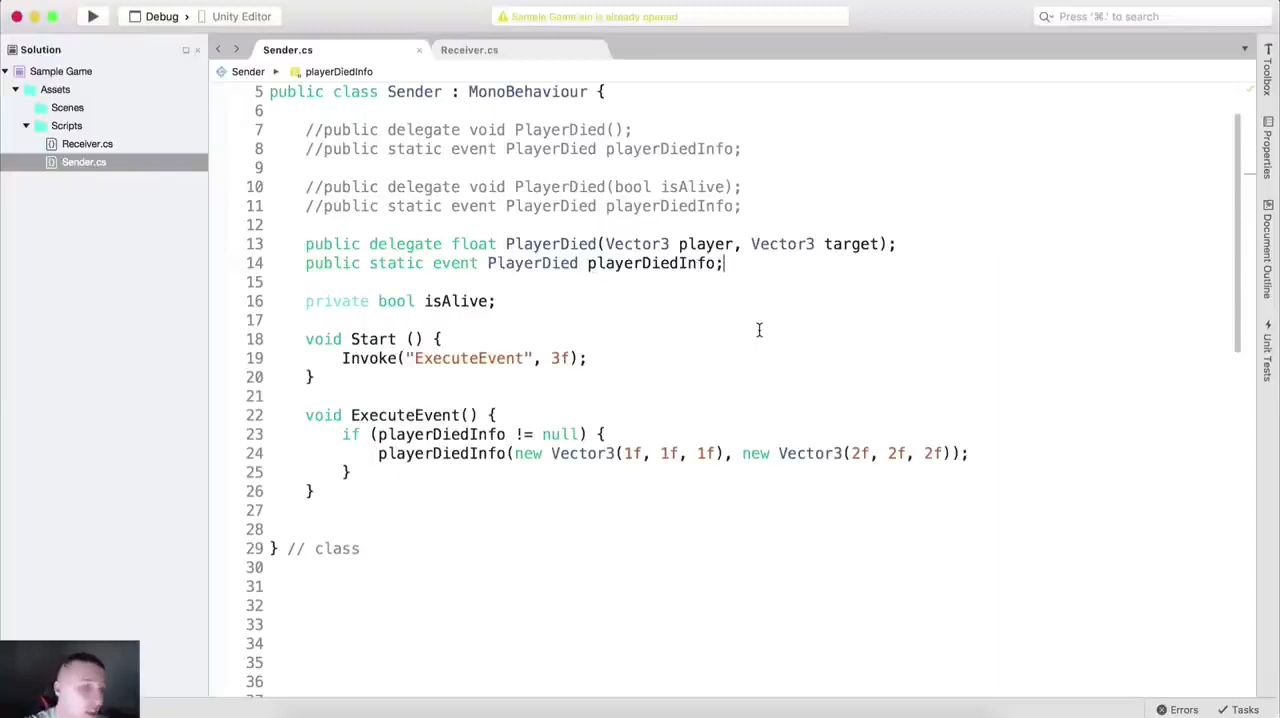 Debug
Unity Editor
Sample Game.sln is already opened
Press '⌘.' to search
Solution
Sender.cs
Receiver.cs
Sample Game
Sender ▸ playerDiedInfo
Assets
Scenes
Scripts
Receiver.cs
Sender.cs
5 public class Sender : MonoBehaviour {
6
7 //public delegate void PlayerDied();
8 //public static event PlayerDied playerDiedInfo;
9
10 //public delegate void PlayerDied(bool isAlive);
11 //public static event PlayerDied playerDiedInfo;
12
13 public delegate float PlayerDied(Vector3 player, Vector3 target);
14 public static event PlayerDied playerDiedInfo;
15
16 private bool isAlive;
17
18 void Start () {
19 Invoke("ExecuteEvent", 3f);
20 }
21
22 void ExecuteEvent() {
23 if (playerDiedInfo != null) {
24 playerDiedInfo(new Vector3(1f, 1f, 1f), new Vector3(2f, 2f, 2f));
25 }
26 }
27
28
29 } // class
30
31
32
33
34
35
36
Toolbox
Properties
Document Outline
Unit Tests
Errors
Tasks